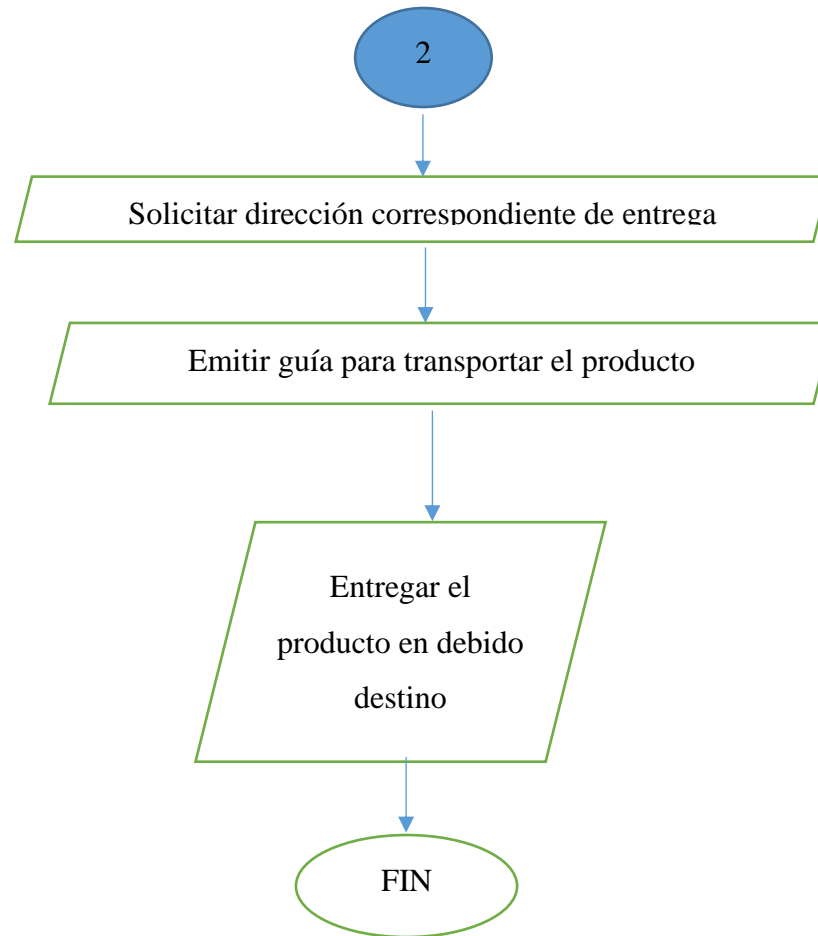 2
Solicitar dirección correspondiente de entrega
Emitir guía para transportar el producto
Entregar el
producto en debido
destino
FIN